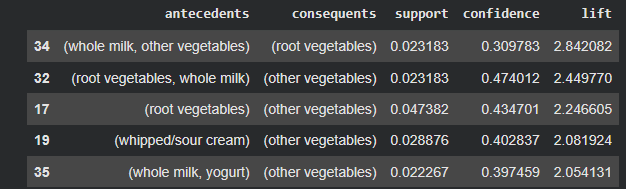 antecedents consequents support confidence lift
34 (whole milk, other vegetables) (root vegetables) 0.023183 0.309783 2.842082
32 (root vegetables, whole milk) (other vegetables) 0.023183 0.474012 2.449770
17 (root vegetables) (other vegetables) 0.047382 0.434701 2.246605
19 (whipped/sour cream) (other vegetables) 0.028876 0.402837 2.081924
35 (whole milk, yogurt) (other vegetables) 0.022267 0.397459 2.054131